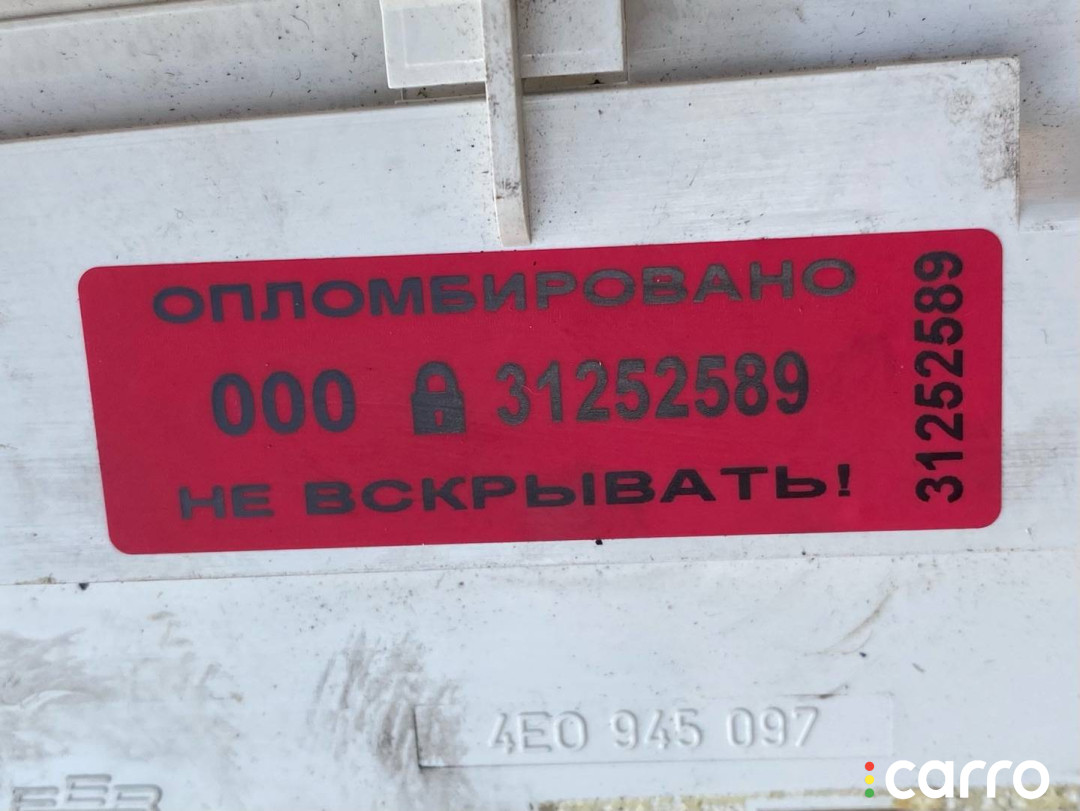 ОПЛОМБИРОВАНО
000 31252589
НЕ ВСКРЫВАТЬ!
31252589
4E0 945 097
carro